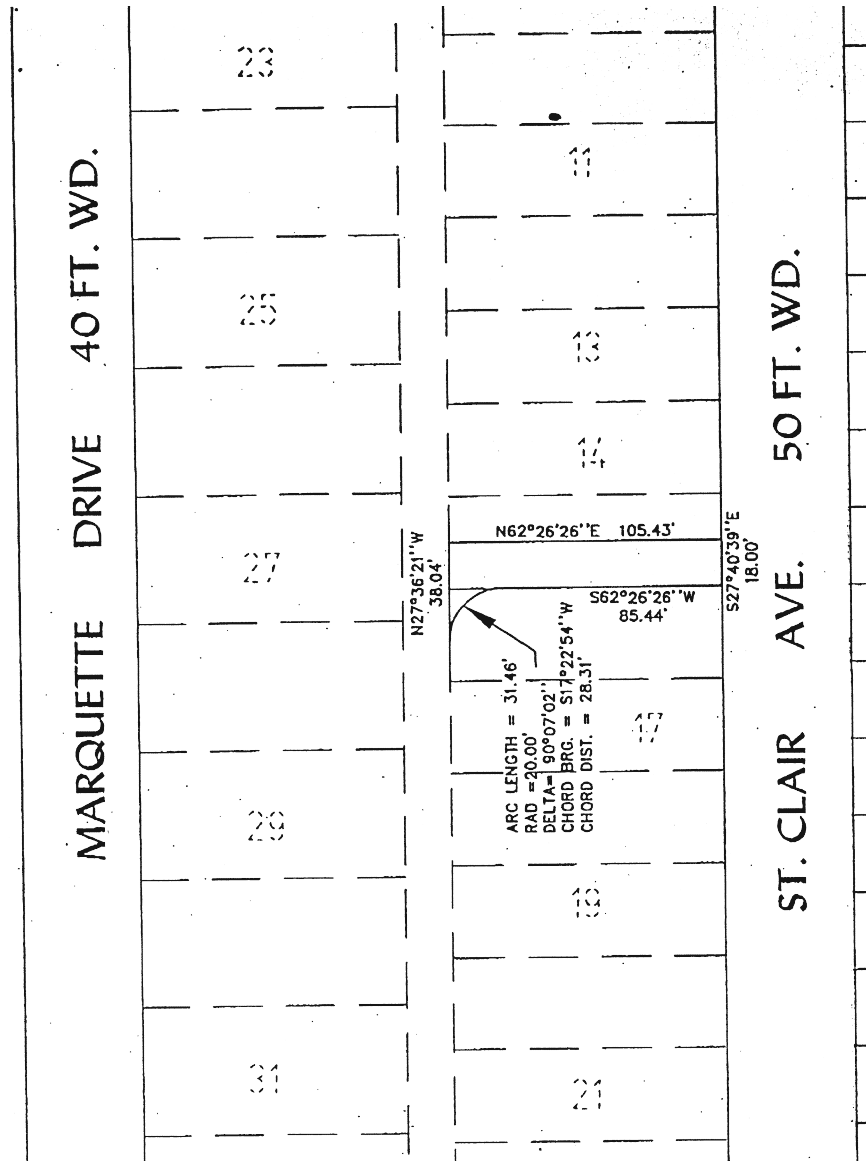 MARQUETTE DRIVE 40 FT. WD.
23
25
27
29
31
11
13
14
17
19
21
N62°26'26''E 105.43'
S62°26'26''W
85.44'
N27°36'21''W
38.04'
S27°40'39''E
18.00'
ARC LENGTH = 31.46'
RAD =20.00'
DELTA= 90°07'02''
CHORD BRG. = S17°22'54''W
CHORD DIST. = 28.31'
ST. CLAIR AVE. 50 FT. WD.